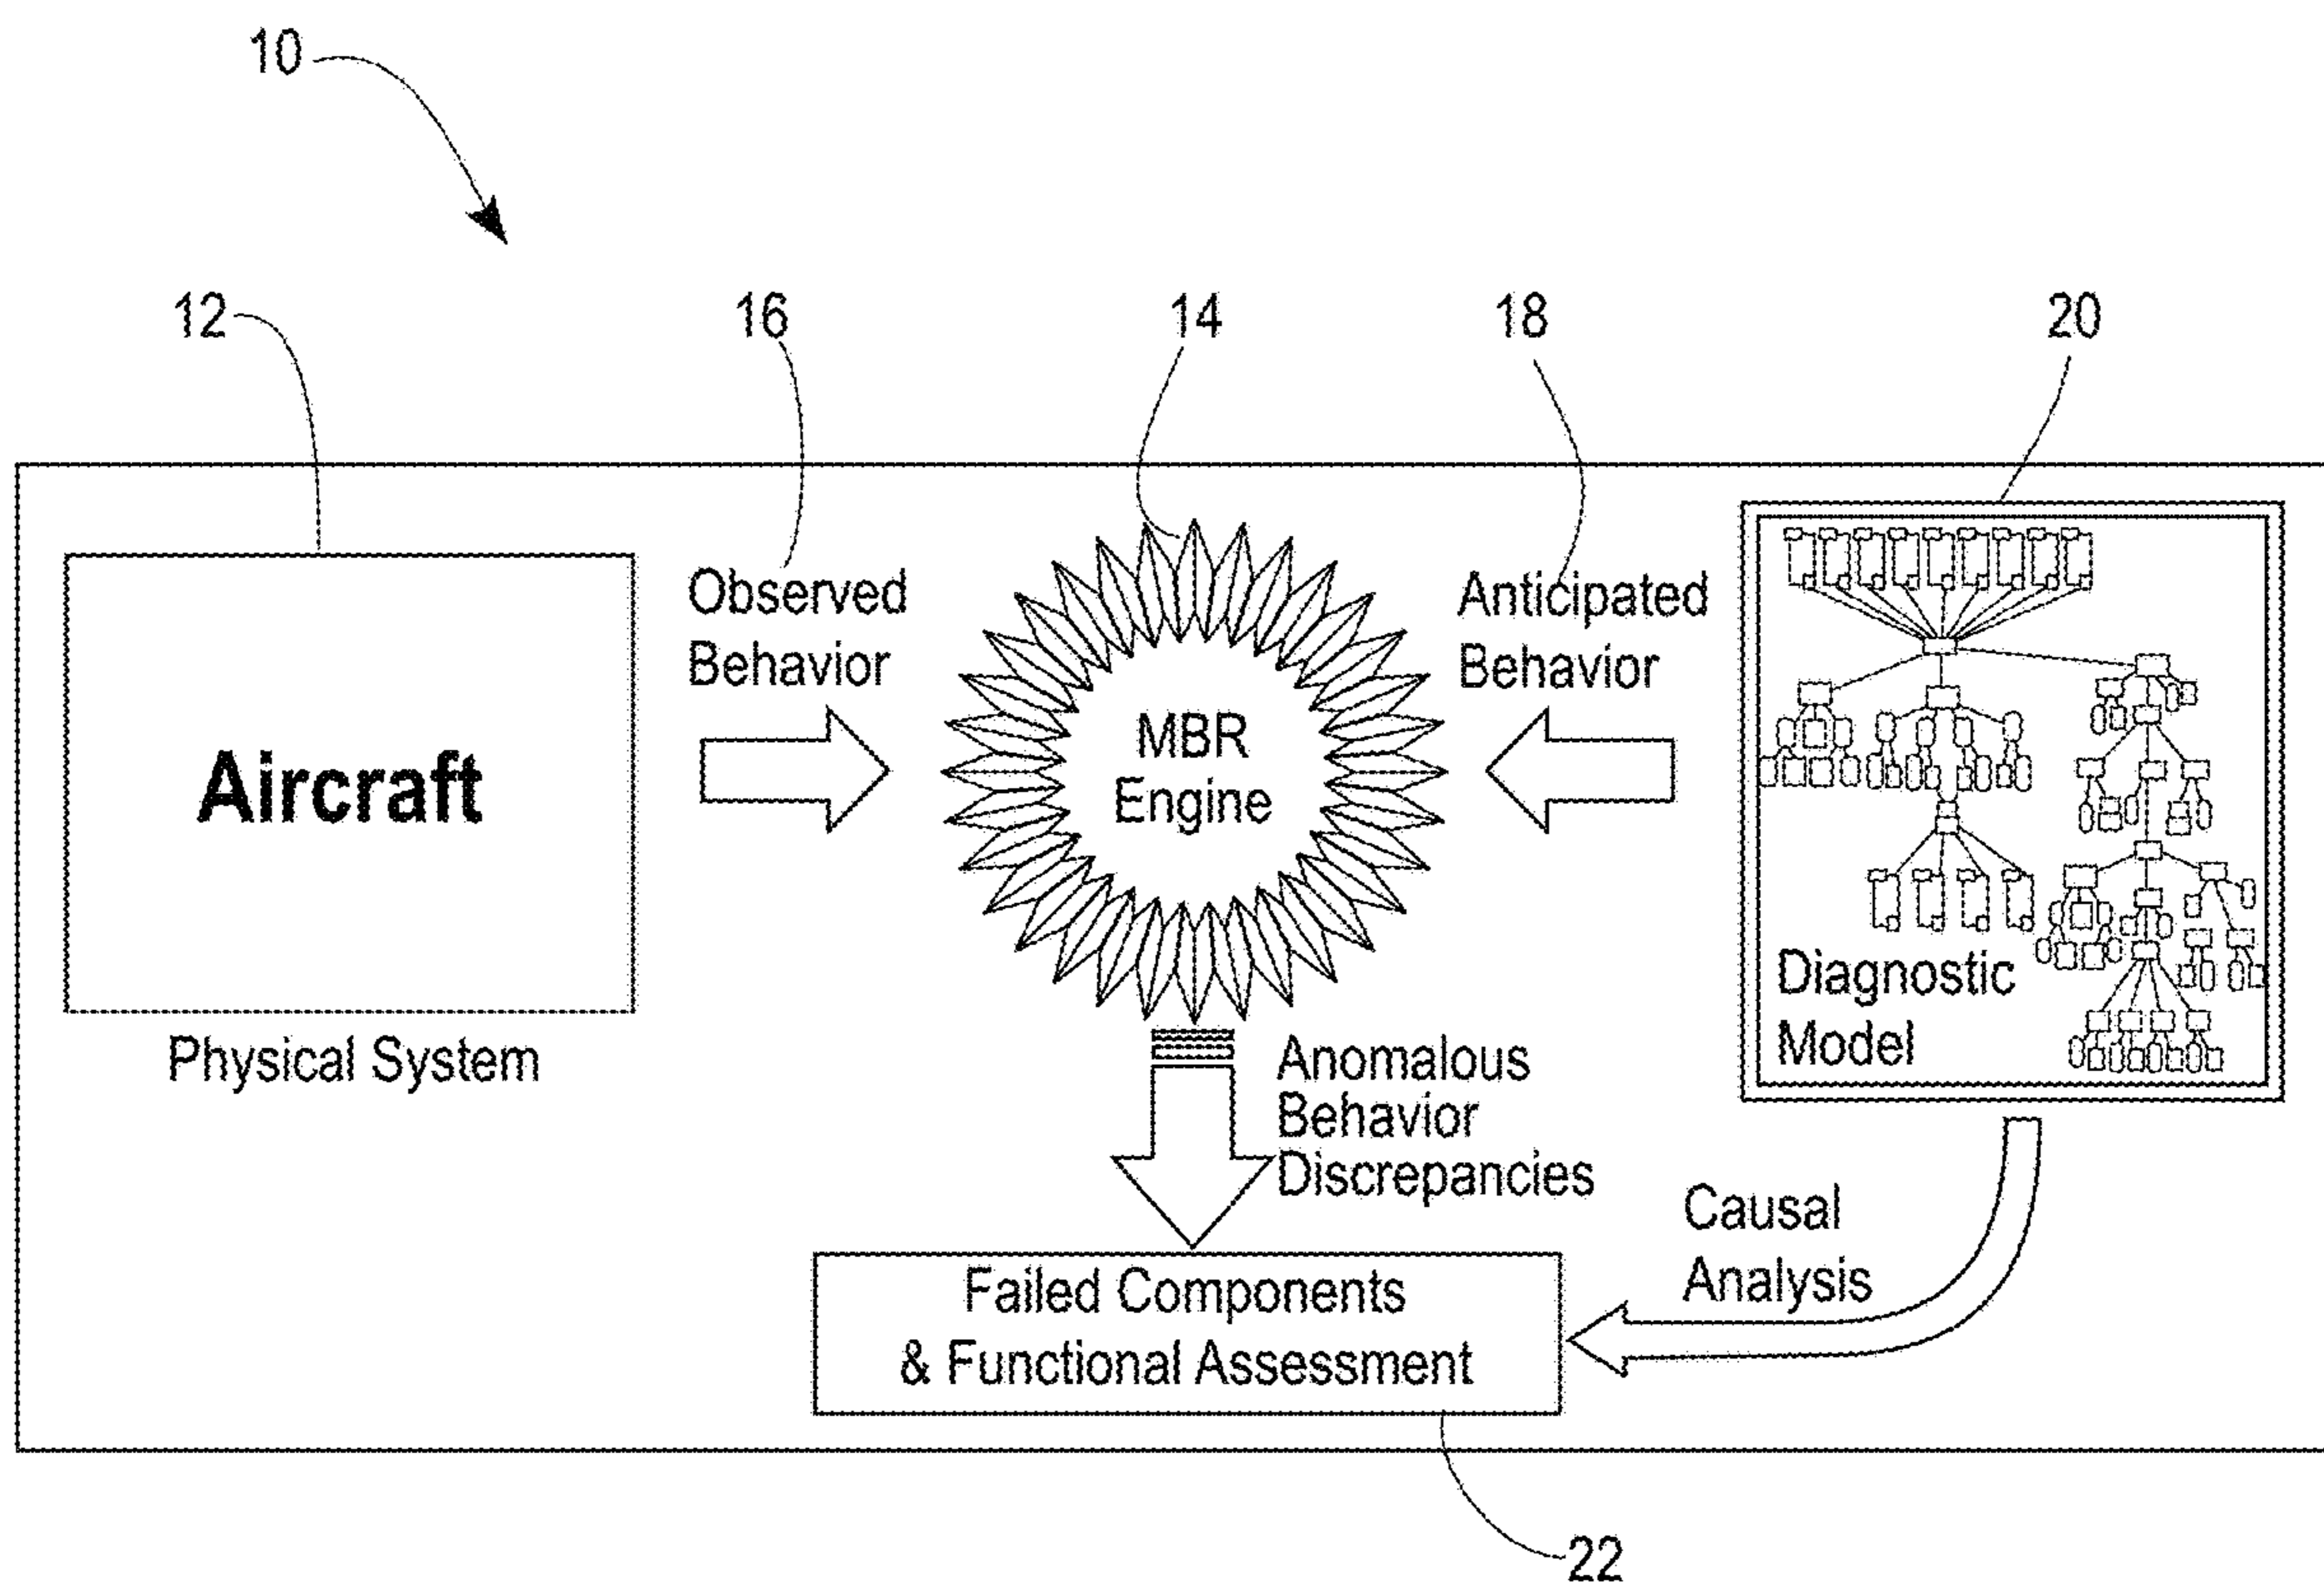 10
12
16
14
18
20
Observed
Behavior
Anticipated
Behavior
MBR
Engine
Aircraft
Physical System
Diagnostic
Model
Anomalous
Behavior
Discrepancies
Causal
Analysis
Failed Components
& Functional Assessment
22